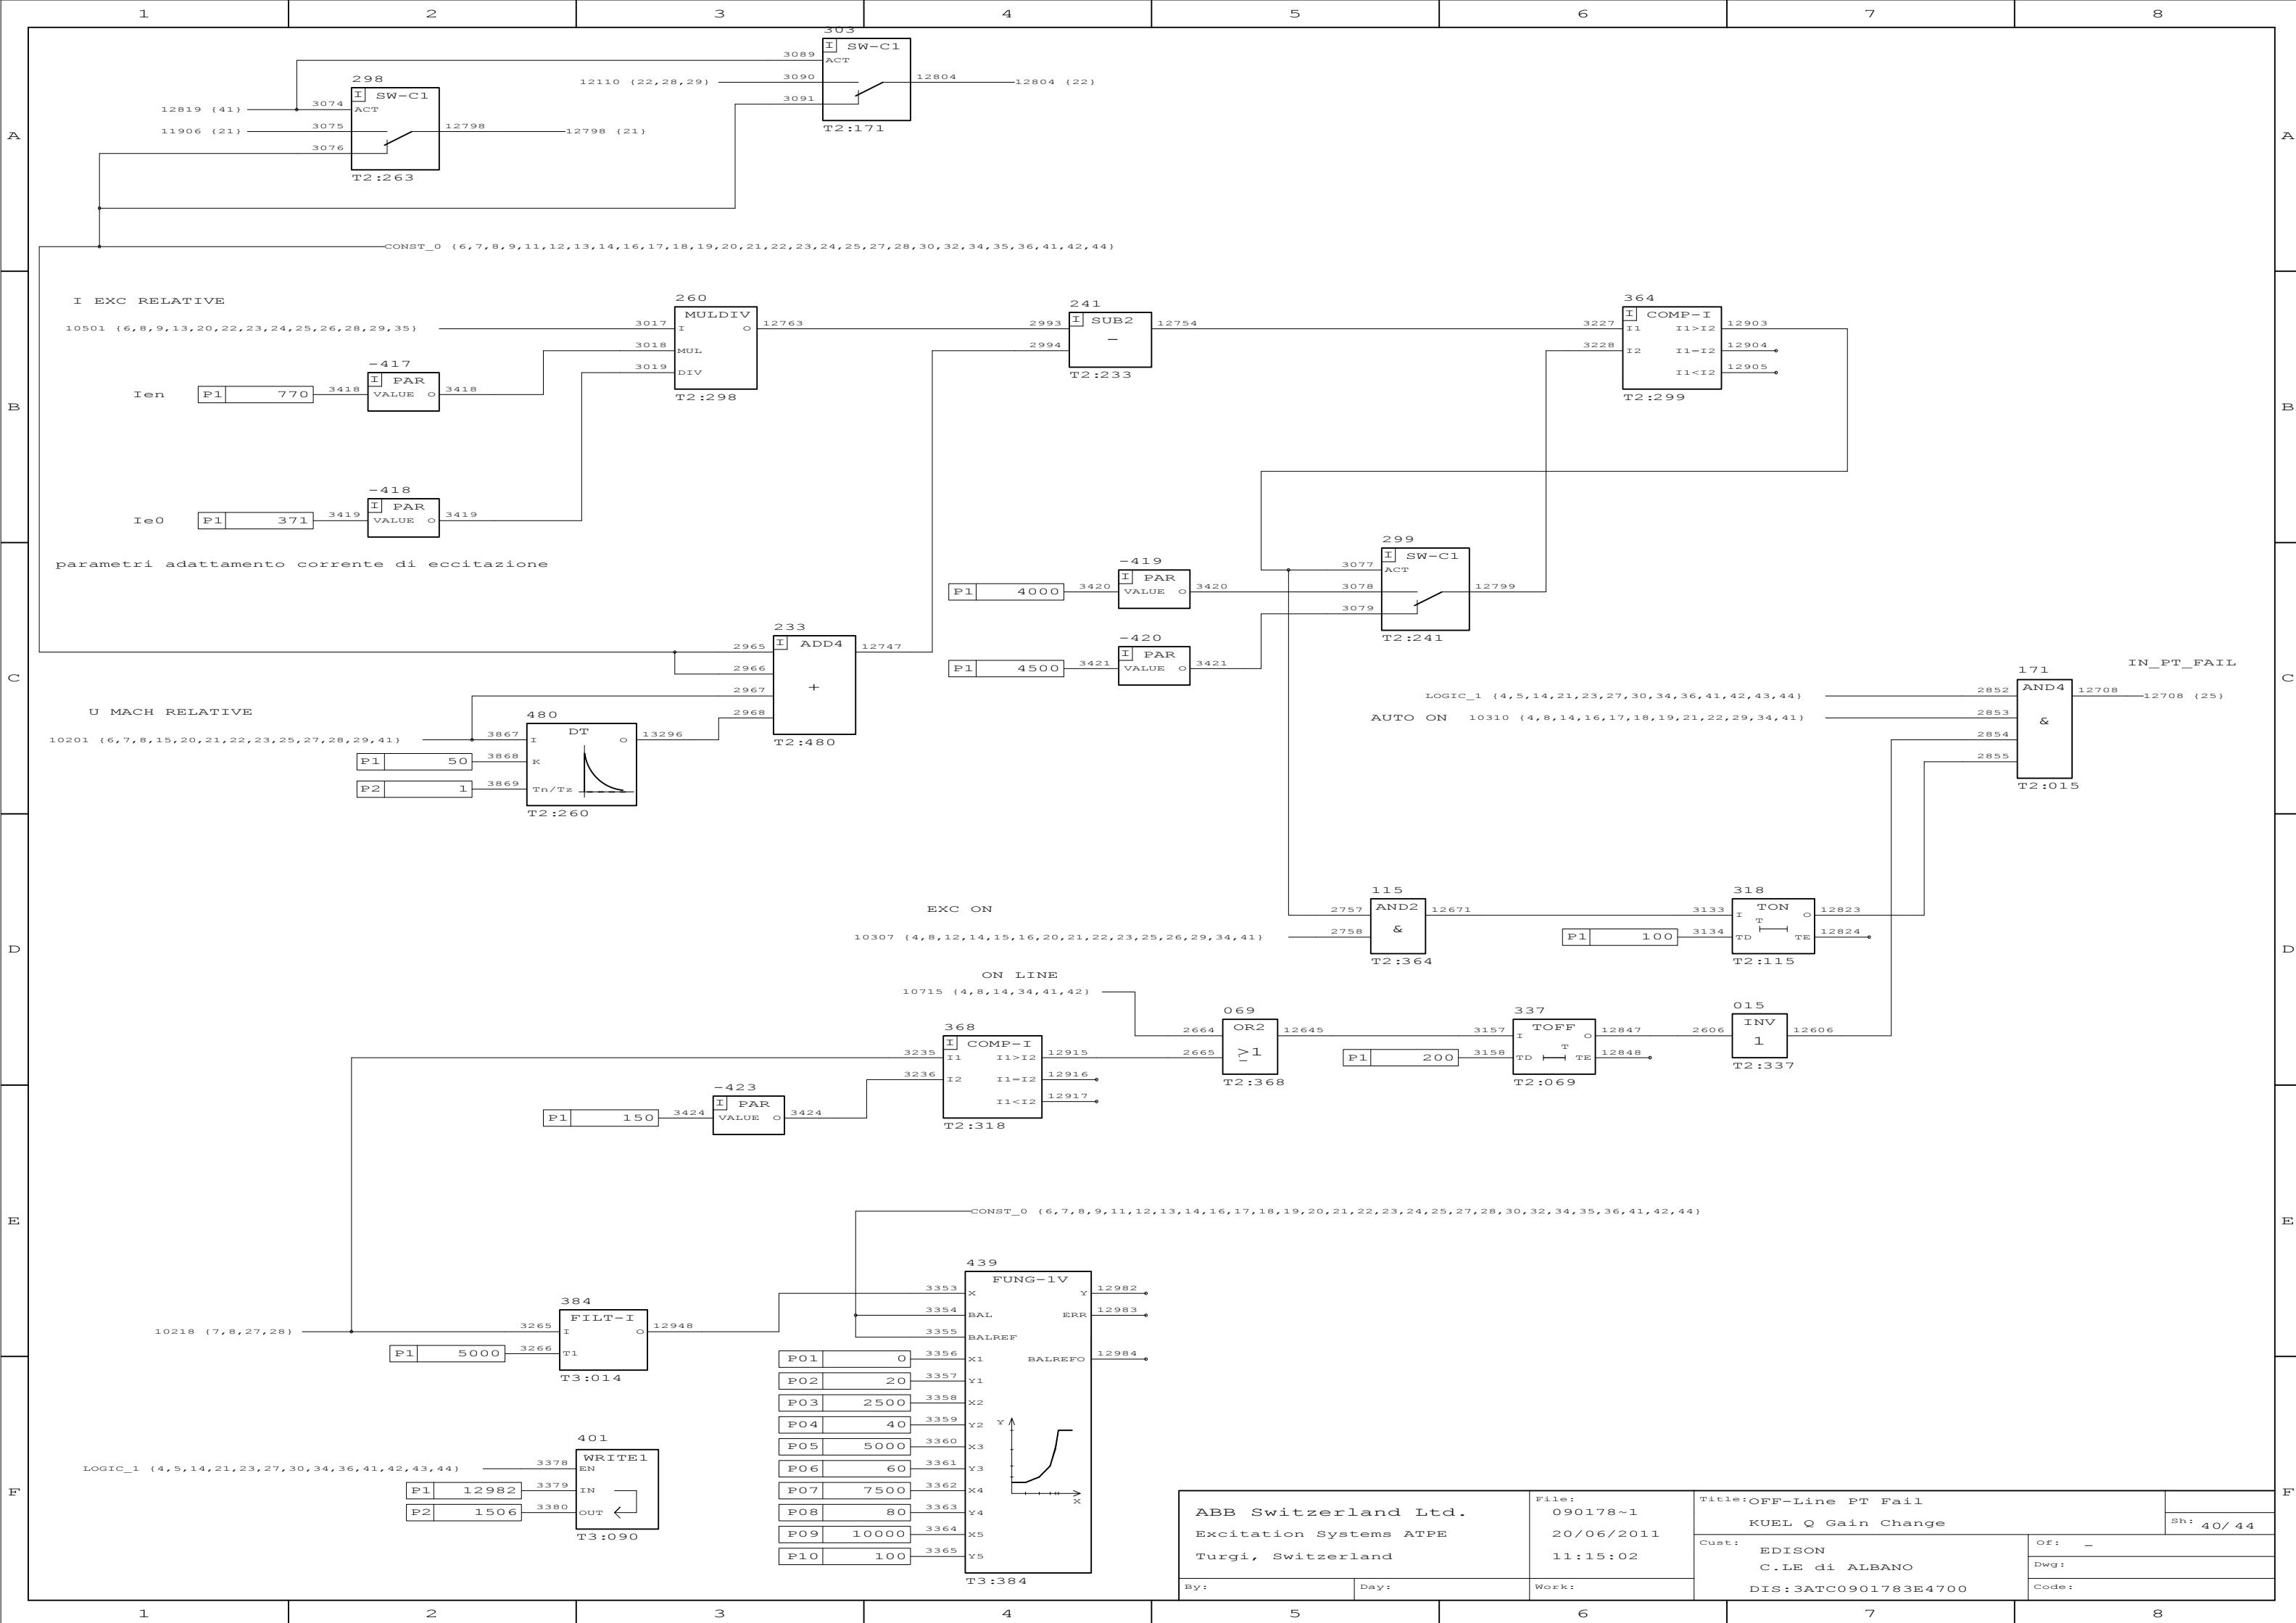 1 2 3 4 5 6 7 8
A
B
C
D
E
F
A
B
C
D
E
F
303
I SW-C1
3089 ACT
12110 (22,28,29) 3090 12804 12804 (22)
3091
T2:171
298
I SW-C1
12819 (41) 3074 ACT
11906 (21) 3075 12798 12798 (21)
3076
T2:263
CONST_0 (6,7,8,9,11,12,13,14,16,17,18,19,20,21,22,23,24,25,27,28,30,32,34,35,36,41,42,44)
I EXC RELATIVE
10501 (6,8,9,13,20,22,23,24,25,26,28,29,35)
260
MULDIV
3017 I O 12763
3018 MUL
3019 DIV
T2:298
241
I SUB2
2993 12754
2994 -
T2:233
364
I COMP-I
3227 I1 I1>I2 12903
3228 I2 I1=I2 12904
I1<I2 12905
T2:299
-417
I PAR
Ien P1 770 3418 VALUE O 3418
-418
I PAR
Ie0 P1 371 3419 VALUE O 3419
parametri adattamento corrente di eccitazione
-419
I PAR
P1 4000 3420 VALUE O 3420
-420
I PAR
P1 4500 3421 VALUE O 3421
299
I SW-C1
3077 ACT
3078 12799
3079
T2:241
233
I ADD4
2965 12747
2966
2967 +
2968
T2:480
U MACH RELATIVE
10201 (6,7,8,15,20,21,22,23,25,27,28,29,41)
480
DT
3867 I O 13296
P1 50 3868 K
P2 1 3869 Tn/Tz
T2:260
IN_PT_FAIL
171
AND4
LOGIC_1 (4,5,14,21,23,27,30,34,36,41,42,43,44) 2852 12708 12708 (25)
AUTO ON 10310 (4,8,14,16,17,18,19,21,22,29,34,41) 2853 &
2854
2855
T2:015
EXC ON
10307 (4,8,12,14,15,16,20,21,22,23,25,26,29,34,41)
115
AND2
2757 12671
2758 &
T2:364
318
TON
3133 I O 12823
T
P1 100 3134 TD TE 12824
T2:115
ON LINE
10715 (4,8,14,34,41,42)
069
OR2
2664 12645
2665 ≥1
T2:368
337
TOFF
3157 I O 12847
T
P1 200 3158 TD TE 12848
T2:069
015
INV
2606 1 12606
T2:337
368
I COMP-I
3235 I1 I1>I2 12915
3236 I2 I1=I2 12916
I1<I2 12917
T2:318
-423
I PAR
P1 150 3424 VALUE O 3424
CONST_0 (6,7,8,9,11,12,13,14,16,17,18,19,20,21,22,23,24,25,27,28,30,32,34,35,36,41,42,44)
384
FILT-I
10218 (7,8,27,28) 3265 I O 12948
P1 5000 3266 T1
T3:014
439
FUNG-1V
3353 X Y 12982
3354 BAL ERR 12983
3355 BALREF
P01 0 3356 X1 BALREFO 12984
P02 20 3357 Y1
P03 2500 3358 X2
P04 40 3359 Y2
P05 5000 3360 X3
P06 60 3361 Y3
P07 7500 3362 X4
P08 80 3363 Y4
P09 10000 3364 X5
P10 100 3365 Y5
Y
X
T3:384
401
WRITE1
LOGIC_1 (4,5,14,21,23,27,30,34,36,41,42,43,44) 3378 EN
P1 12982 3379 IN
P2 1506 3380 OUT
T3:090
ABB Switzerland Ltd.
Excitation Systems ATPE
Turgi, Switzerland
By: Day:
File:
090178~1
20/06/2011
11:15:02
Work:
Title: OFF-Line PT Fail
KUEL Q Gain Change
Sh: 40/ 44
Cust:
EDISON
C.LE di ALBANO
DIS:3ATC0901783E4700
Of: -
Dwg:
Code:
1 2 3 4 5 6 7 8